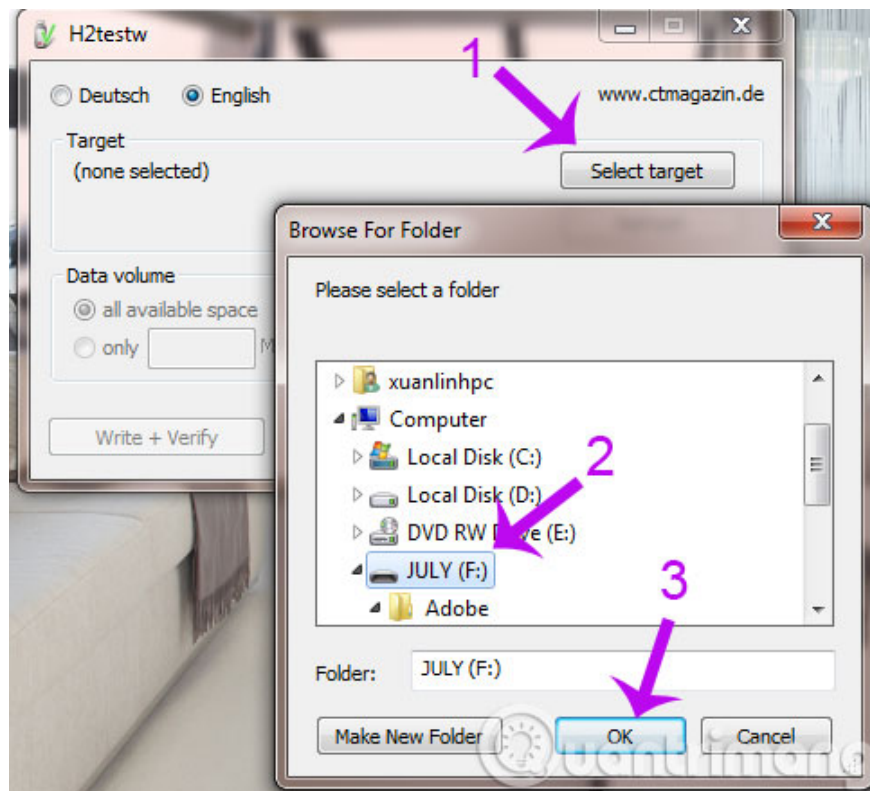 H2testw
1
Deutsch
English
www.ctmagazin.de
Target
(none selected)
Select target
Browse For Folder
Data volume
Please select a folder
all available space
only
M
xuanlinhpc
Computer
Local Disk (C:)
2
Local Disk (D:)
Write + Verify
DVD RW Drive (E:)
JULY (F:)
3
Adobe
Folder:
JULY (F:)
Make New Folder
OK
Cancel
Quantrimang